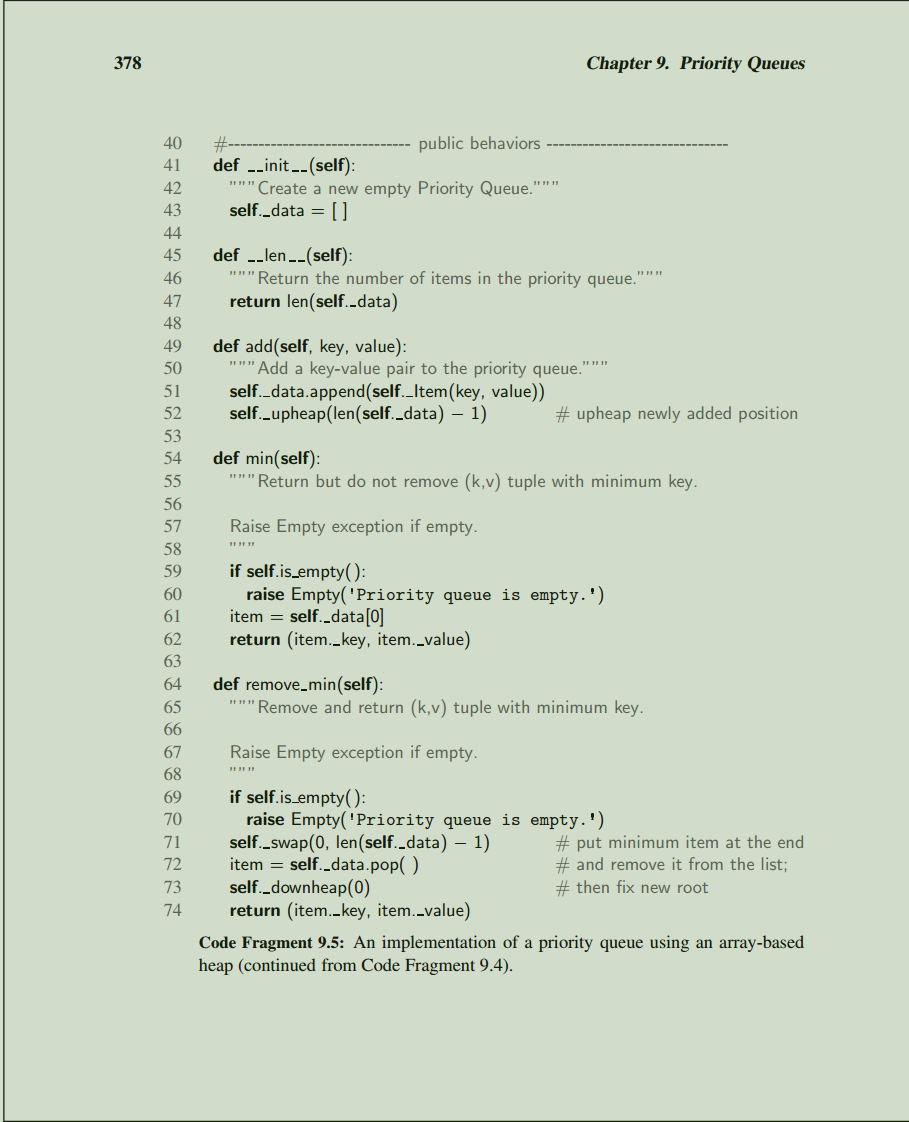 378 Chapter 9. Priority Queues
40 #------------------------------ public behaviors ------------------------------
41 def __init__(self):
42 """Create a new empty Priority Queue."""
43 self._data = [ ]
44
45 def __len__(self):
46 """Return the number of items in the priority queue."""
47 return len(self._data)
48
49 def add(self, key, value):
50 """Add a key-value pair to the priority queue."""
51 self._data.append(self._Item(key, value))
52 self._upheap(len(self._data) − 1) # upheap newly added position
53
54 def min(self):
55 """Return but do not remove (k,v) tuple with minimum key.
56
57 Raise Empty exception if empty.
58 """
59 if self.is_empty( ):
60 raise Empty('Priority queue is empty.')
61 item = self._data[0]
62 return (item._key, item._value)
63
64 def remove_min(self):
65 """Remove and return (k,v) tuple with minimum key.
66
67 Raise Empty exception if empty.
68 """
69 if self.is_empty( ):
70 raise Empty('Priority queue is empty.')
71 self._swap(0, len(self._data) − 1) # put minimum item at the end
72 item = self._data.pop( ) # and remove it from the list;
73 self._downheap(0) # then fix new root
74 return (item._key, item._value)
Code Fragment 9.5: An implementation of a priority queue using an array-based
heap (continued from Code Fragment 9.4).